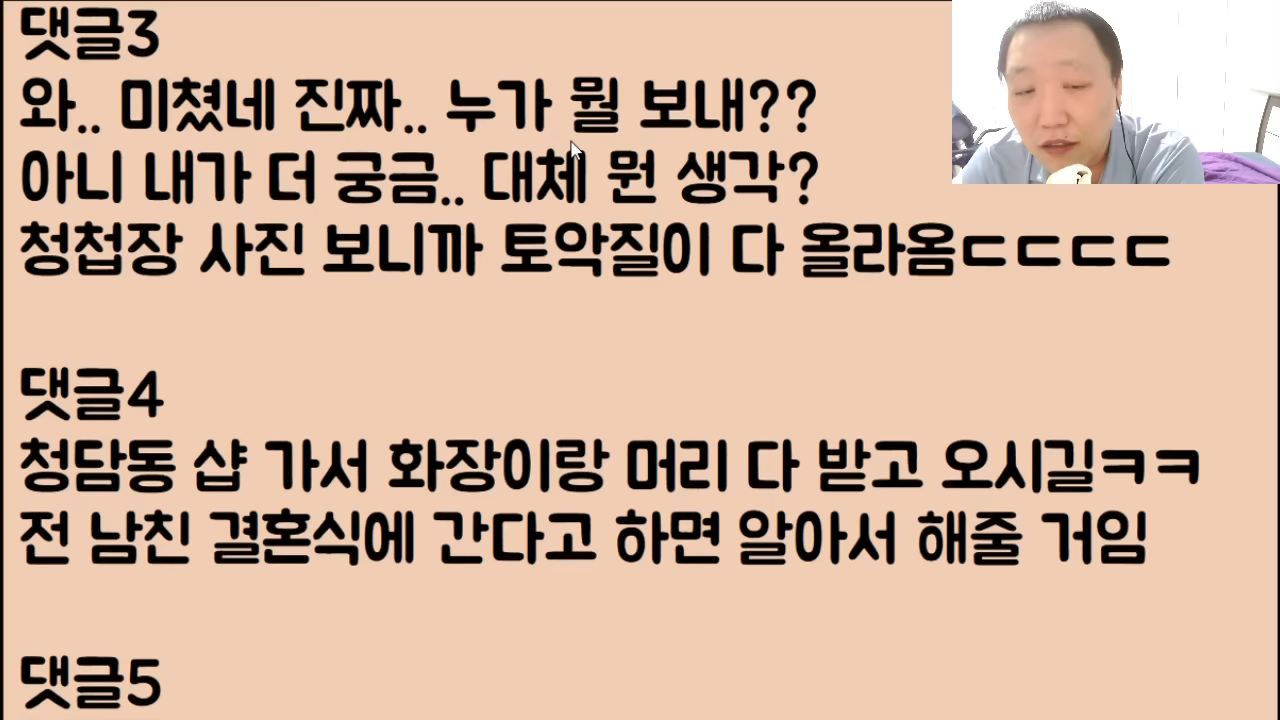 댓글3
와.. 미쳤네 진짜.. 누가 뭘 보내??
아니 내가 더 궁금.. 대체 뭔 생각?
청첩장 사진 보니까 토악질이 다 올라옴ㄷㄷㄷㄷ
댓글4
청담동 샵 가서 화장이랑 머리 다 받고 오시길ㅋㅋ
전 남친 결혼식에 간다고 하면 알아서 해줄 거임
댓글5